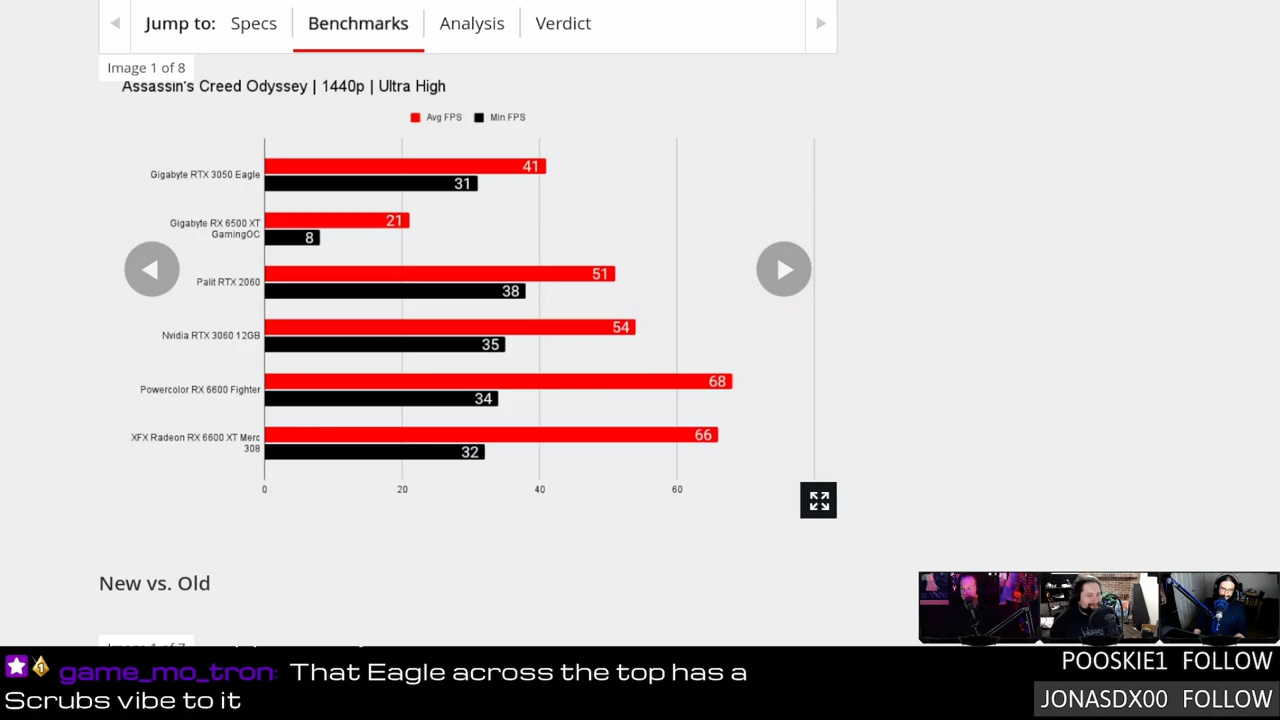 Jump to: Specs Benchmarks Analysis Verdict
Image 1 of 8
Assassin's Creed Odyssey | 1440p | Ultra High
Avg FPS Min FPS
Gigabyte RTX 3050 Eagle
41
31
Gigabyte RX 6500 XT
GamingOC
21
8
Palit RTX 2060
51
38
Nvidia RTX 3060 12GB
54
35
Powercolor RX 6600 Fighter
68
34
XFX Radeon RX 6600 XT Merc
308
66
32
0 20 40 60
New vs. Old
game_mo_tron: That Eagle across the top has a
Scrubs vibe to it
POOSKIE1 FOLLOW
JONASDX00 FOLLOW